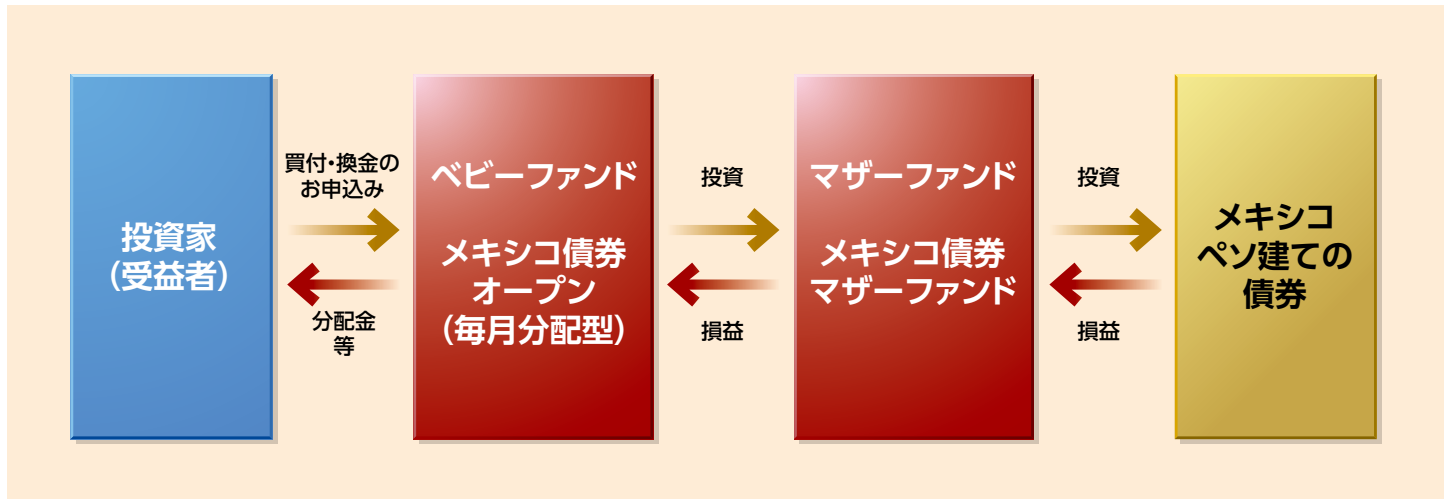 投資家
（受益者）
買付・換金の
お申込み
分配金
等
ベビーファンド
メキシコ債券
オープン
（毎月分配型）
投資
損益
マザーファンド
メキシコ債券
マザーファンド
投資
損益
メキシコ
ペソ建ての
債券